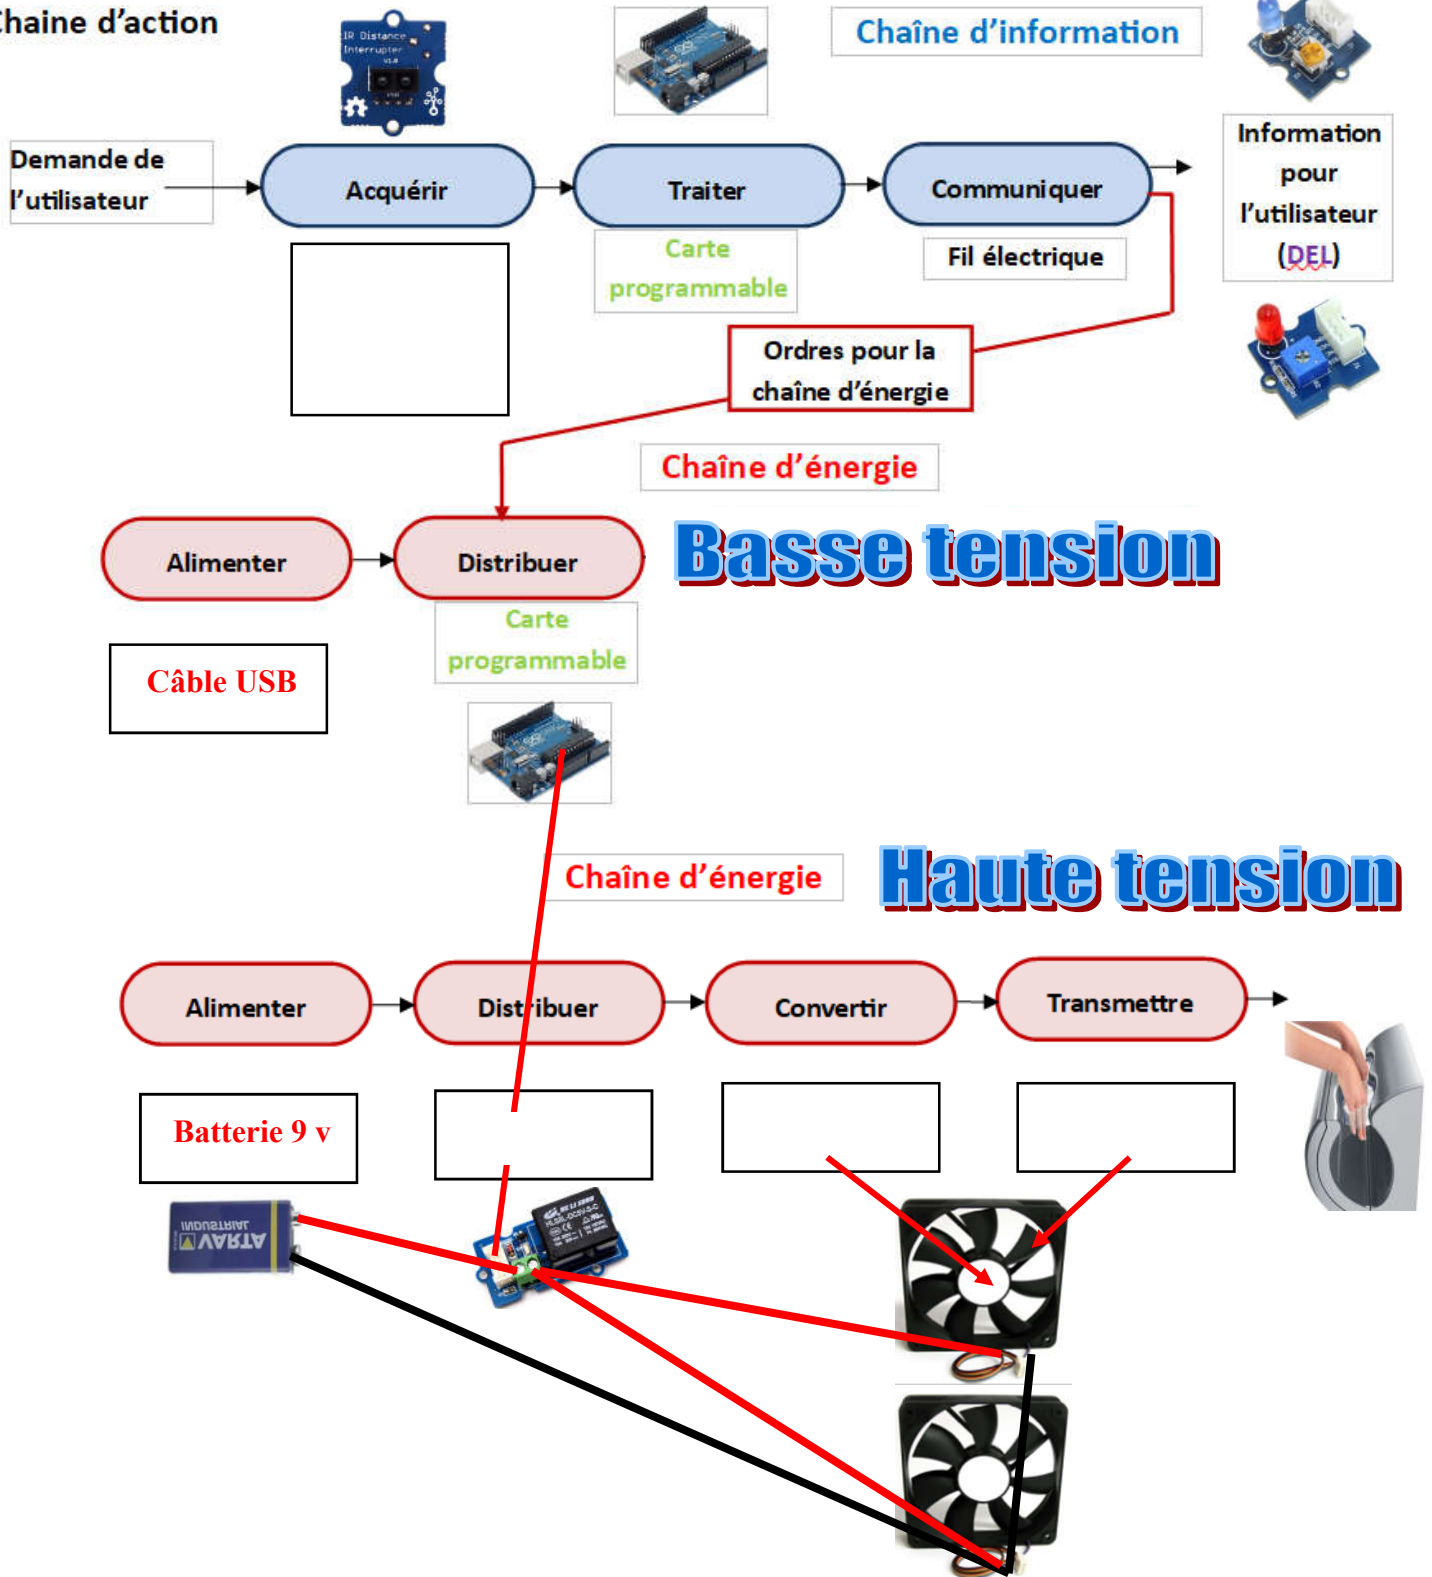 Chaine d'action
IR Distance
Interrupter
v1.0
Chaîne d'information
Demande de
l'utilisateur
Acquérir
Traiter
Communiquer
Information
pour
l'utilisateur
(DEL)
Carte
programmable
Fil électrique
Ordres pour la
chaîne d'énergie
Chaîne d'énergie
Alimenter
Distribuer
Basse tension
Carte
programmable
Câble USB
Chaîne d'énergie
Haute tension
Alimenter
Distribuer
Convertir
Transmettre
Batterie 9 v
INDUSTRIAL
VARTA